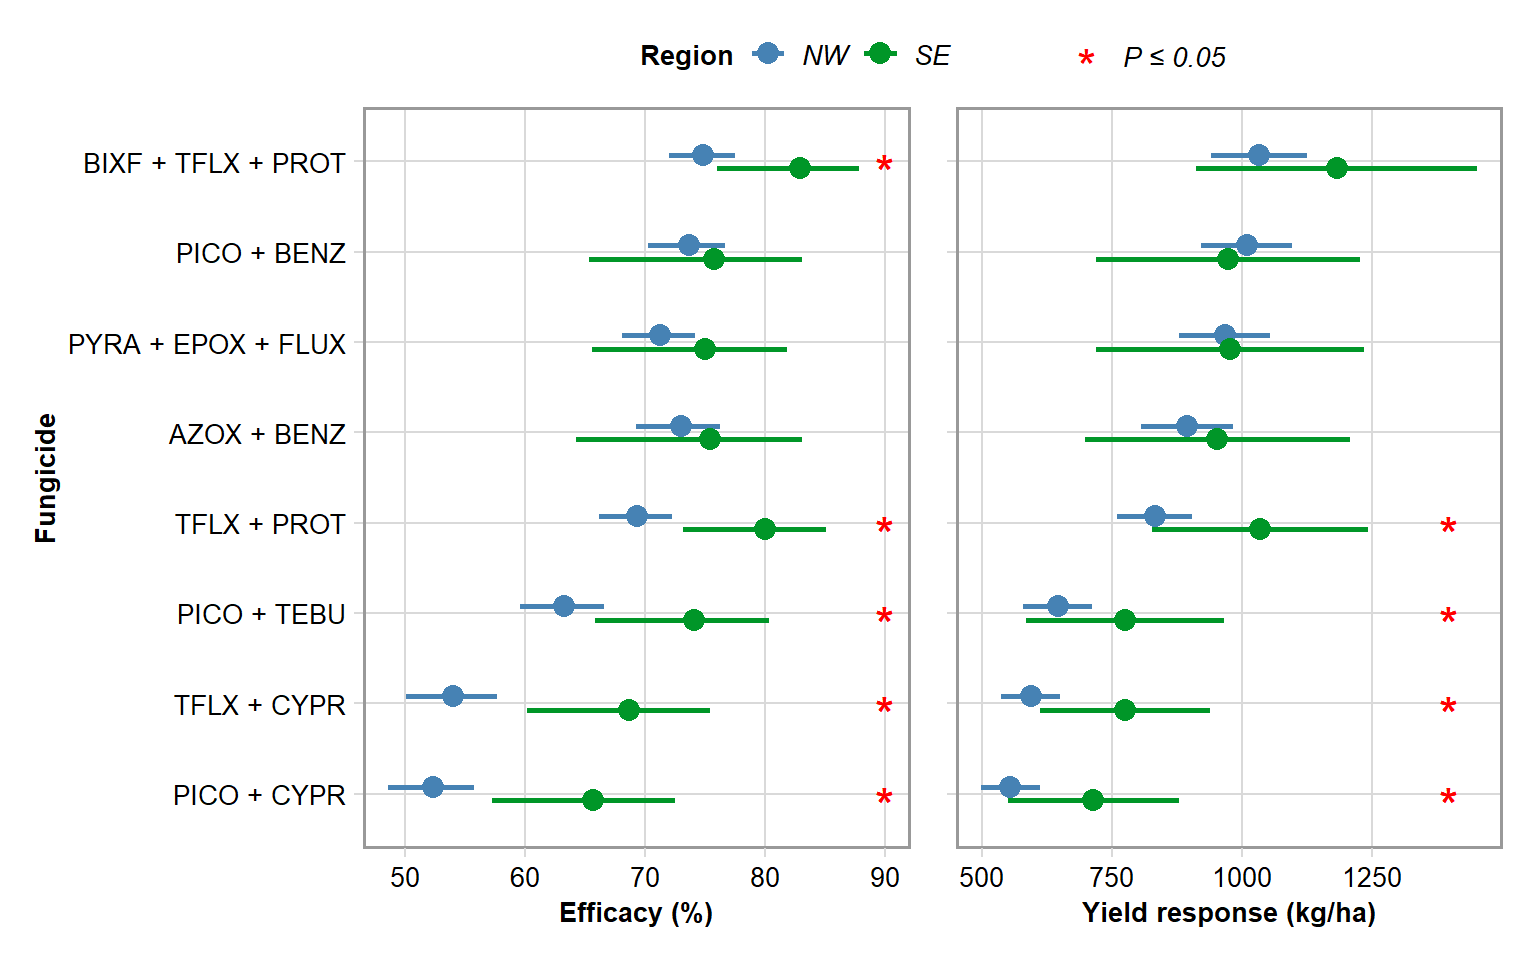 Region NW SE * P ≤ 0.05
Fungicide
BIXF + TFLX + PROT * 
PICO + BENZ
PYRA + EPOX + FLUX
AZOX + BENZ
TFLX + PROT * *
PICO + TEBU * *
TFLX + CYPR * *
PICO + CYPR * *
50 60 70 80 90
500 750 1000 1250
Efficacy (%)
Yield response (kg/ha)